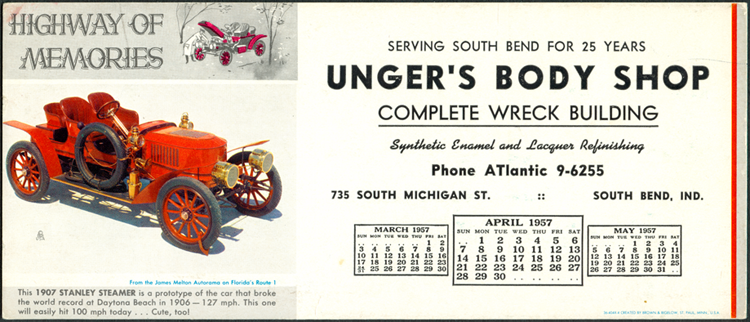 HIGHWAY OF
MEMORIES
From the James Melton Autorama on Florida's Route 1
This 1907 STANLEY STEAMER is a prototype of the car that broke
the world record at Daytona Beach in 1906 — 127 mph. This one
will easily hit 100 mph today . . . Cute, too!
SERVING SOUTH BEND FOR 25 YEARS
UNGER'S BODY SHOP
COMPLETE WRECK BUILDING
Synthetic Enamel and Lacquer Refinishing
Phone ATlantic 9-6255
735 SOUTH MICHIGAN ST. :: SOUTH BEND, IND.
MARCH 1957
SUN MON TUE WED THU FRI SAT
1 2
3 4 5 6 7 8 9
10 11 12 13 14 15 16
17 18 19 20 21 22 23
24/31 25 26 27 28 29 30
APRIL 1957
SUN MON TUE WED THU FRI SAT
1 2 3 4 5 6
7 8 9 10 11 12 13
14 15 16 17 18 19 20
21 22 23 24 25 26 27
28 29 30
MAY 1957
SUN MON TUE WED THU FRI SAT
1 2 3 4
5 6 7 8 9 10 11
12 13 14 15 16 17 18
19 20 21 22 23 24 25
26 27 28 29 30 31
CREATED BY BROWN & BIGELOW, ST. PAUL, MINN., U.S.A.